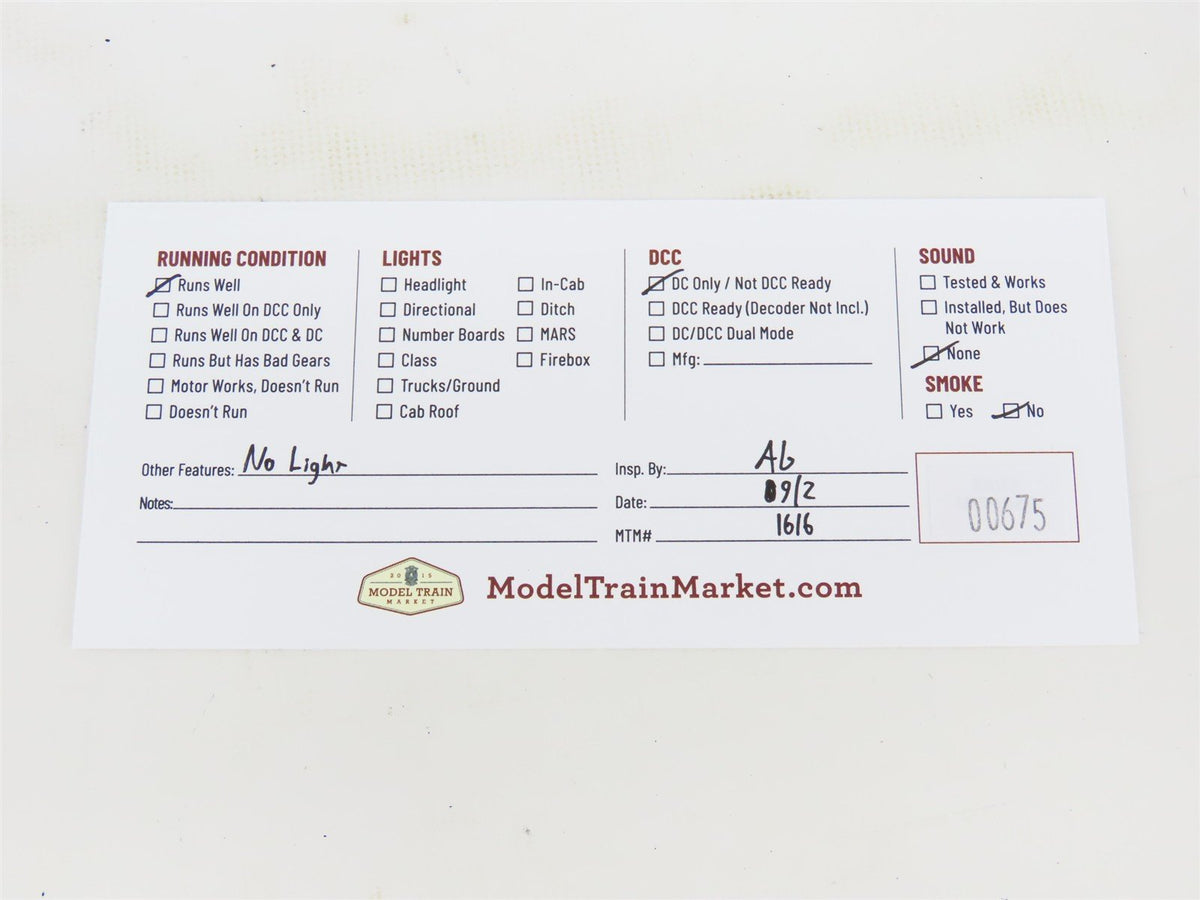 RUNNING CONDITION
Runs Well
Runs Well On DCC Only
Runs Well On DCC & DC
Runs But Has Bad Gears
Motor Works, Doesn't Run
Doesn't Run
LIGHTS
Headlight
Directional
Number Boards
Class
Trucks/Ground
Cab Roof
In-Cab
Ditch
MARS
Firebox
DCC
DC Only / Not DCC Ready
DCC Ready (Decoder Not Incl.)
DC/DCC Dual Mode
Mfg:
SOUND
Tested & Works
Installed, But Does
Not Work
None
SMOKE
Yes No
Other Features: No Light
Notes:
Insp. By: AG
Date: 09/2
MTM# 1616
00675
2015
MODEL TRAIN
MARKET
ModelTrainMarket.com